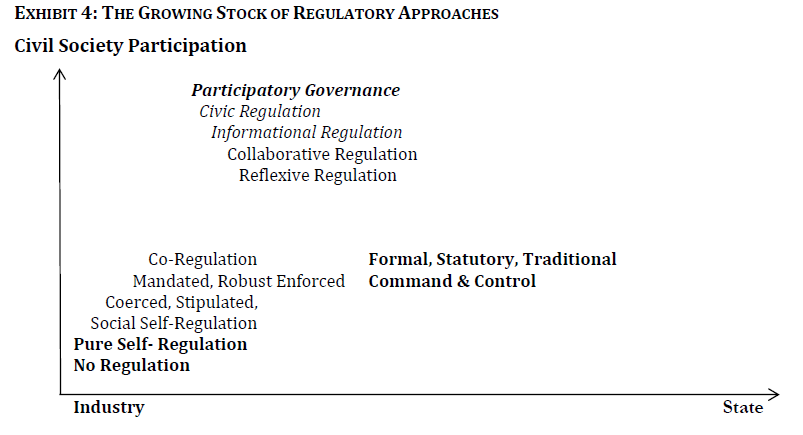 EXHIBIT 4: THE GROWING STOCK OF REGULATORY APPROACHES
Civil Society Participation
Participatory Governance
Civic Regulation
Informational Regulation
Collaborative Regulation
Reflexive Regulation
Co-Regulation
Mandated, Robust Enforced
Coerced, Stipulated,
Social Self-Regulation
Pure Self- Regulation
No Regulation
Formal, Statutory, Traditional
Command & Control
Industry
State